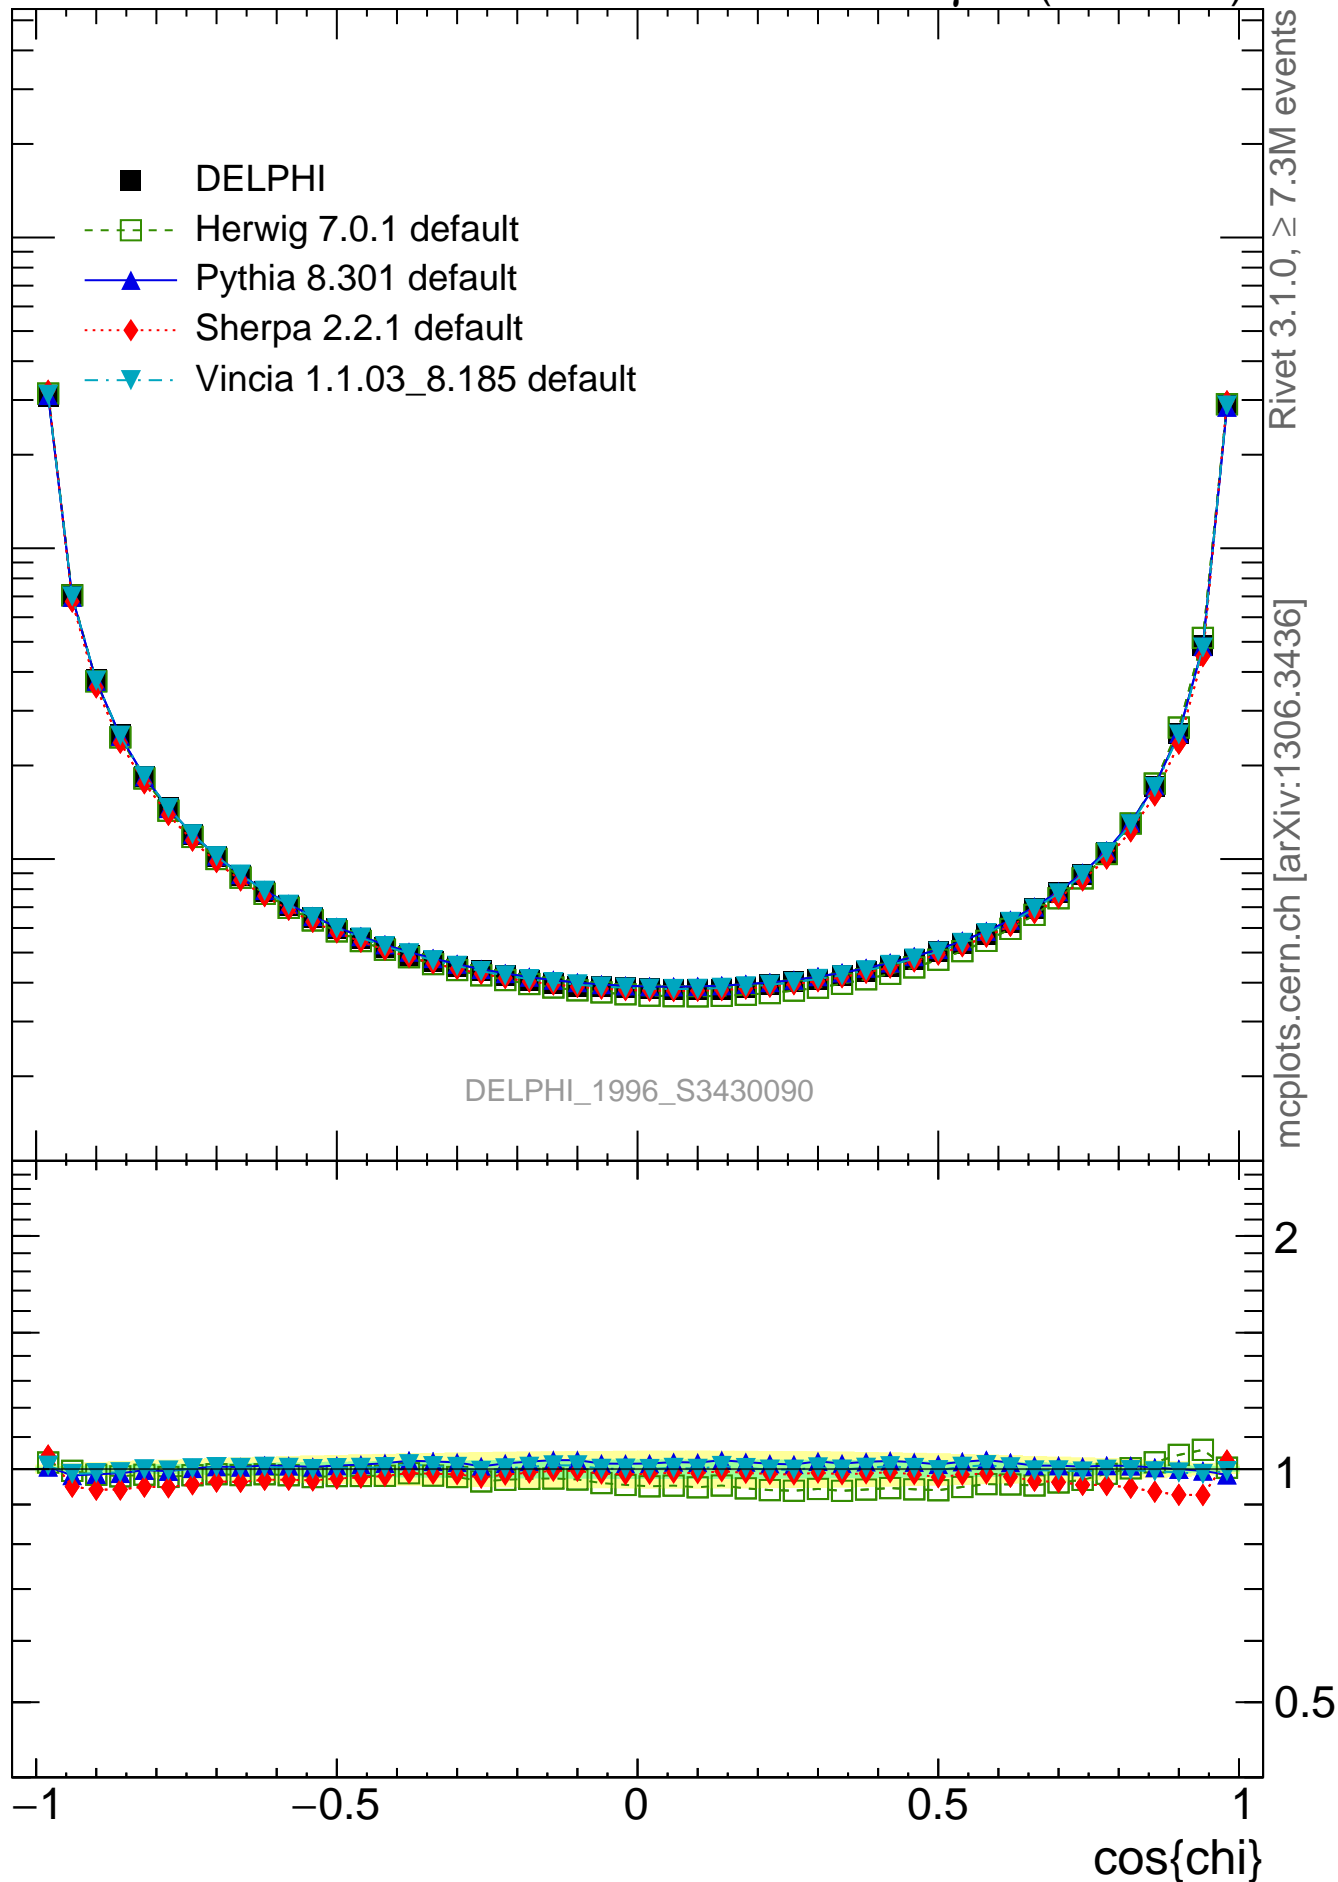 DELPHI
Herwig 7.0.1 default
Pythia 8.301 default
Sherpa 2.2.1 default
Vincia 1.1.03_8.185 default
DELPHI_1996_S3430090
Rivet 3.1.0, ≥ 7.3M events
mcplots.cern.ch [arXiv:1306.3436]
2
1
0.5
−1 −0.5 0 0.5 1
cos{chi}